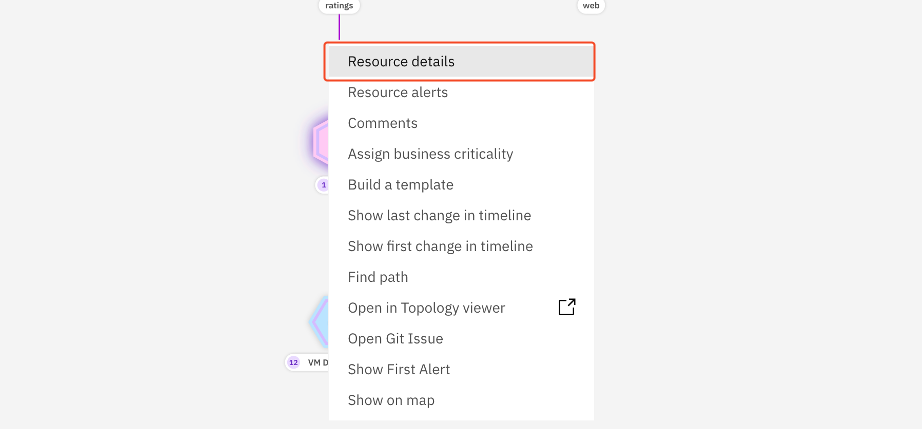 ratings
web
Resource details
Resource alerts
Comments
1
Assign business criticality
Build a template
Show last change in timeline
Show first change in timeline
Find path
Open in Topology viewer
Open Git Issue
12 VM D
Show First Alert
Show on map